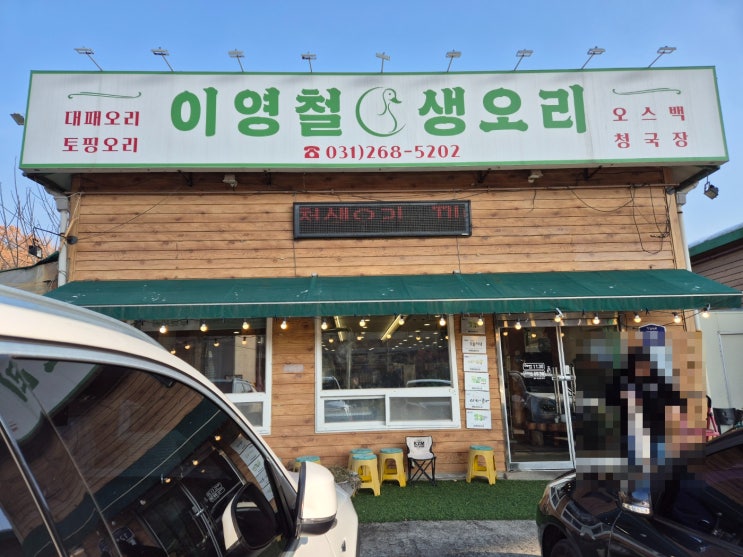 대패오리
토핑오리
이영철 생오리
☎ 031)268-5202
오스백
청국장